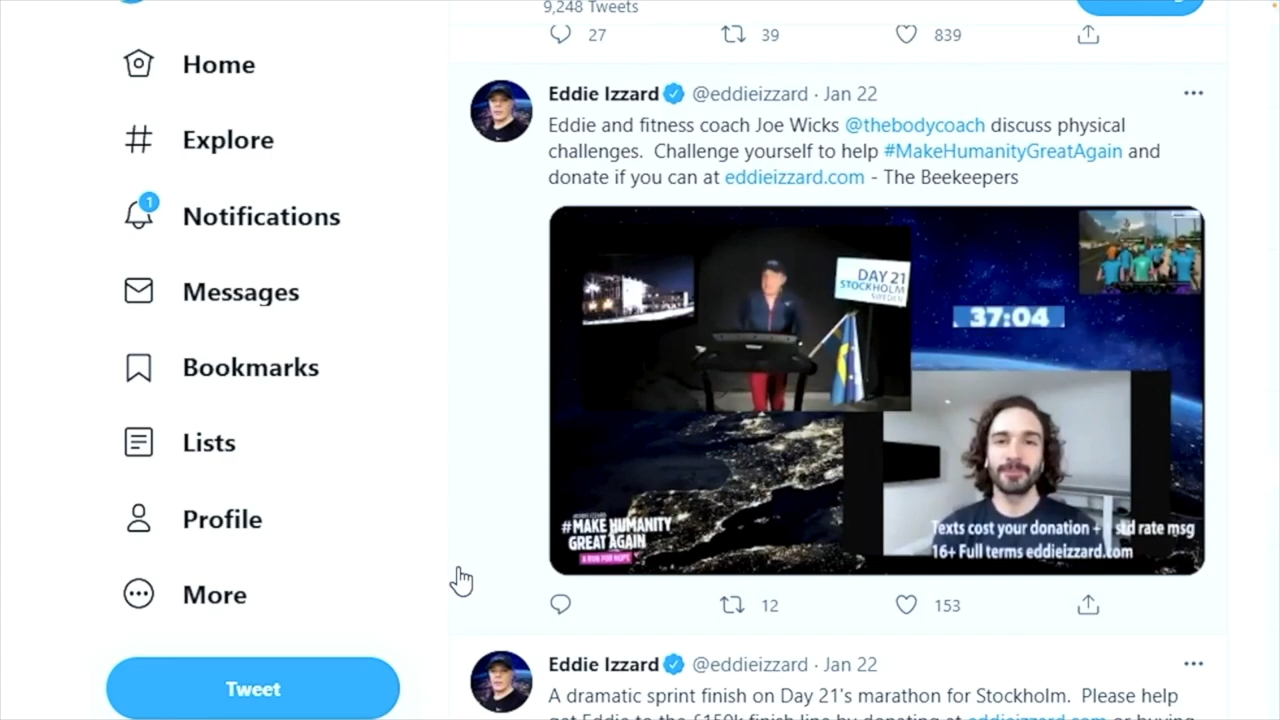 9,248 Tweets
27 39 839
Home
Explore
1
Notifications
Messages
Bookmarks
Lists
Profile
More
Tweet
Eddie Izzard @eddieizzard · Jan 22
Eddie and fitness coach Joe Wicks @thebodycoach discuss physical
challenges. Challenge yourself to help #MakeHumanityGreatAgain and
donate if you can at eddieizzard.com - The Beekeepers
DAY 21
STOCKHOLM
SWEDEN
37:04
#MAKE HUMANITY
GREAT AGAIN
A RUN FOR HOPE
Texts cost your donation + std rate msg
16+ Full terms eddieizzard.com
12 153
Eddie Izzard @eddieizzard · Jan 22
A dramatic sprint finish on Day 21's marathon for Stockholm. Please help
get Eddie to the £150k finish line by donating at eddieizzard.com or buying